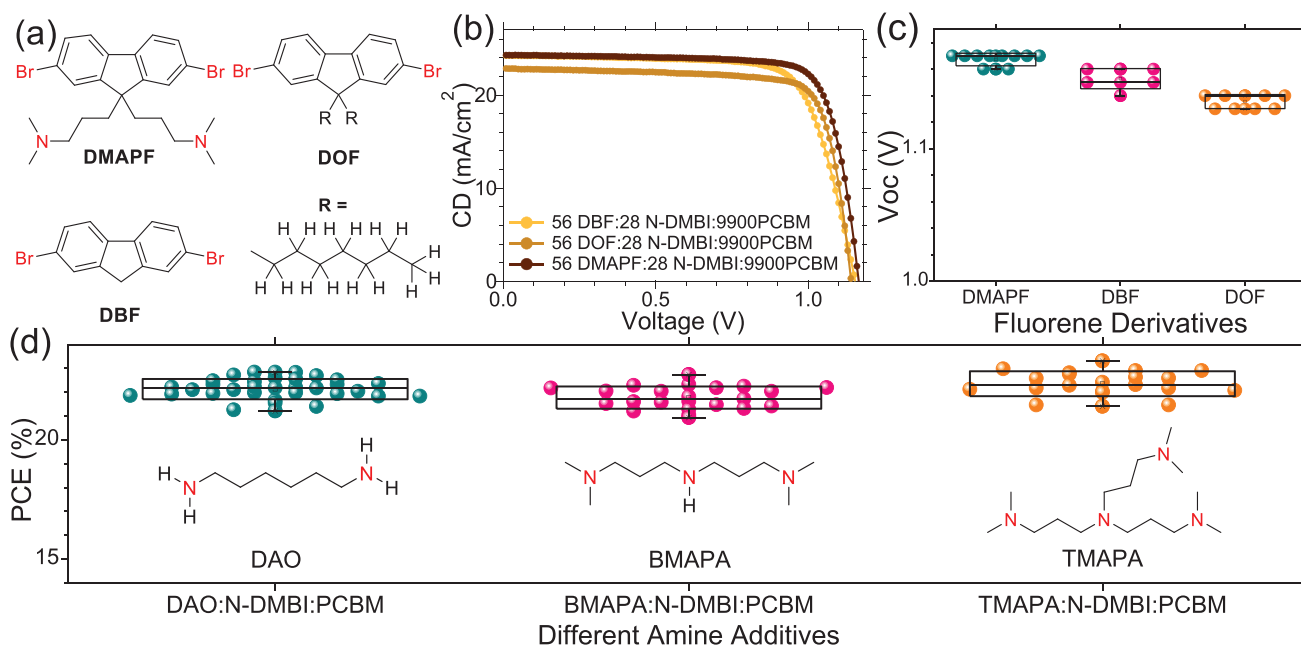 (a)
Br
Br
N
N
DMAPF
Br
Br
R R
DOF
Br
Br
DBF
R =
H H H H H H
H
H H H H H H H
H H
(b)
CD (mA/cm2)
20
10
0
56 DBF:28 N-DMBI:9900PCBM
56 DOF:28 N-DMBI:9900PCBM
56 DMAPF:28 N-DMBI:9900PCBM
0.0 0.5 1.0
Voltage (V)
(c)
Voc (V)
1.1
1.0
DMAPF DBF DOF
Fluorene Derivatives
(d)
PCE (%)
20
15
H
N
H
H
N
H
DAO
N
N
H
N
BMAPA
N
N
N
N
TMAPA
DAO:N-DMBI:PCBM
BMAPA:N-DMBI:PCBM
TMAPA:N-DMBI:PCBM
Different Amine Additives